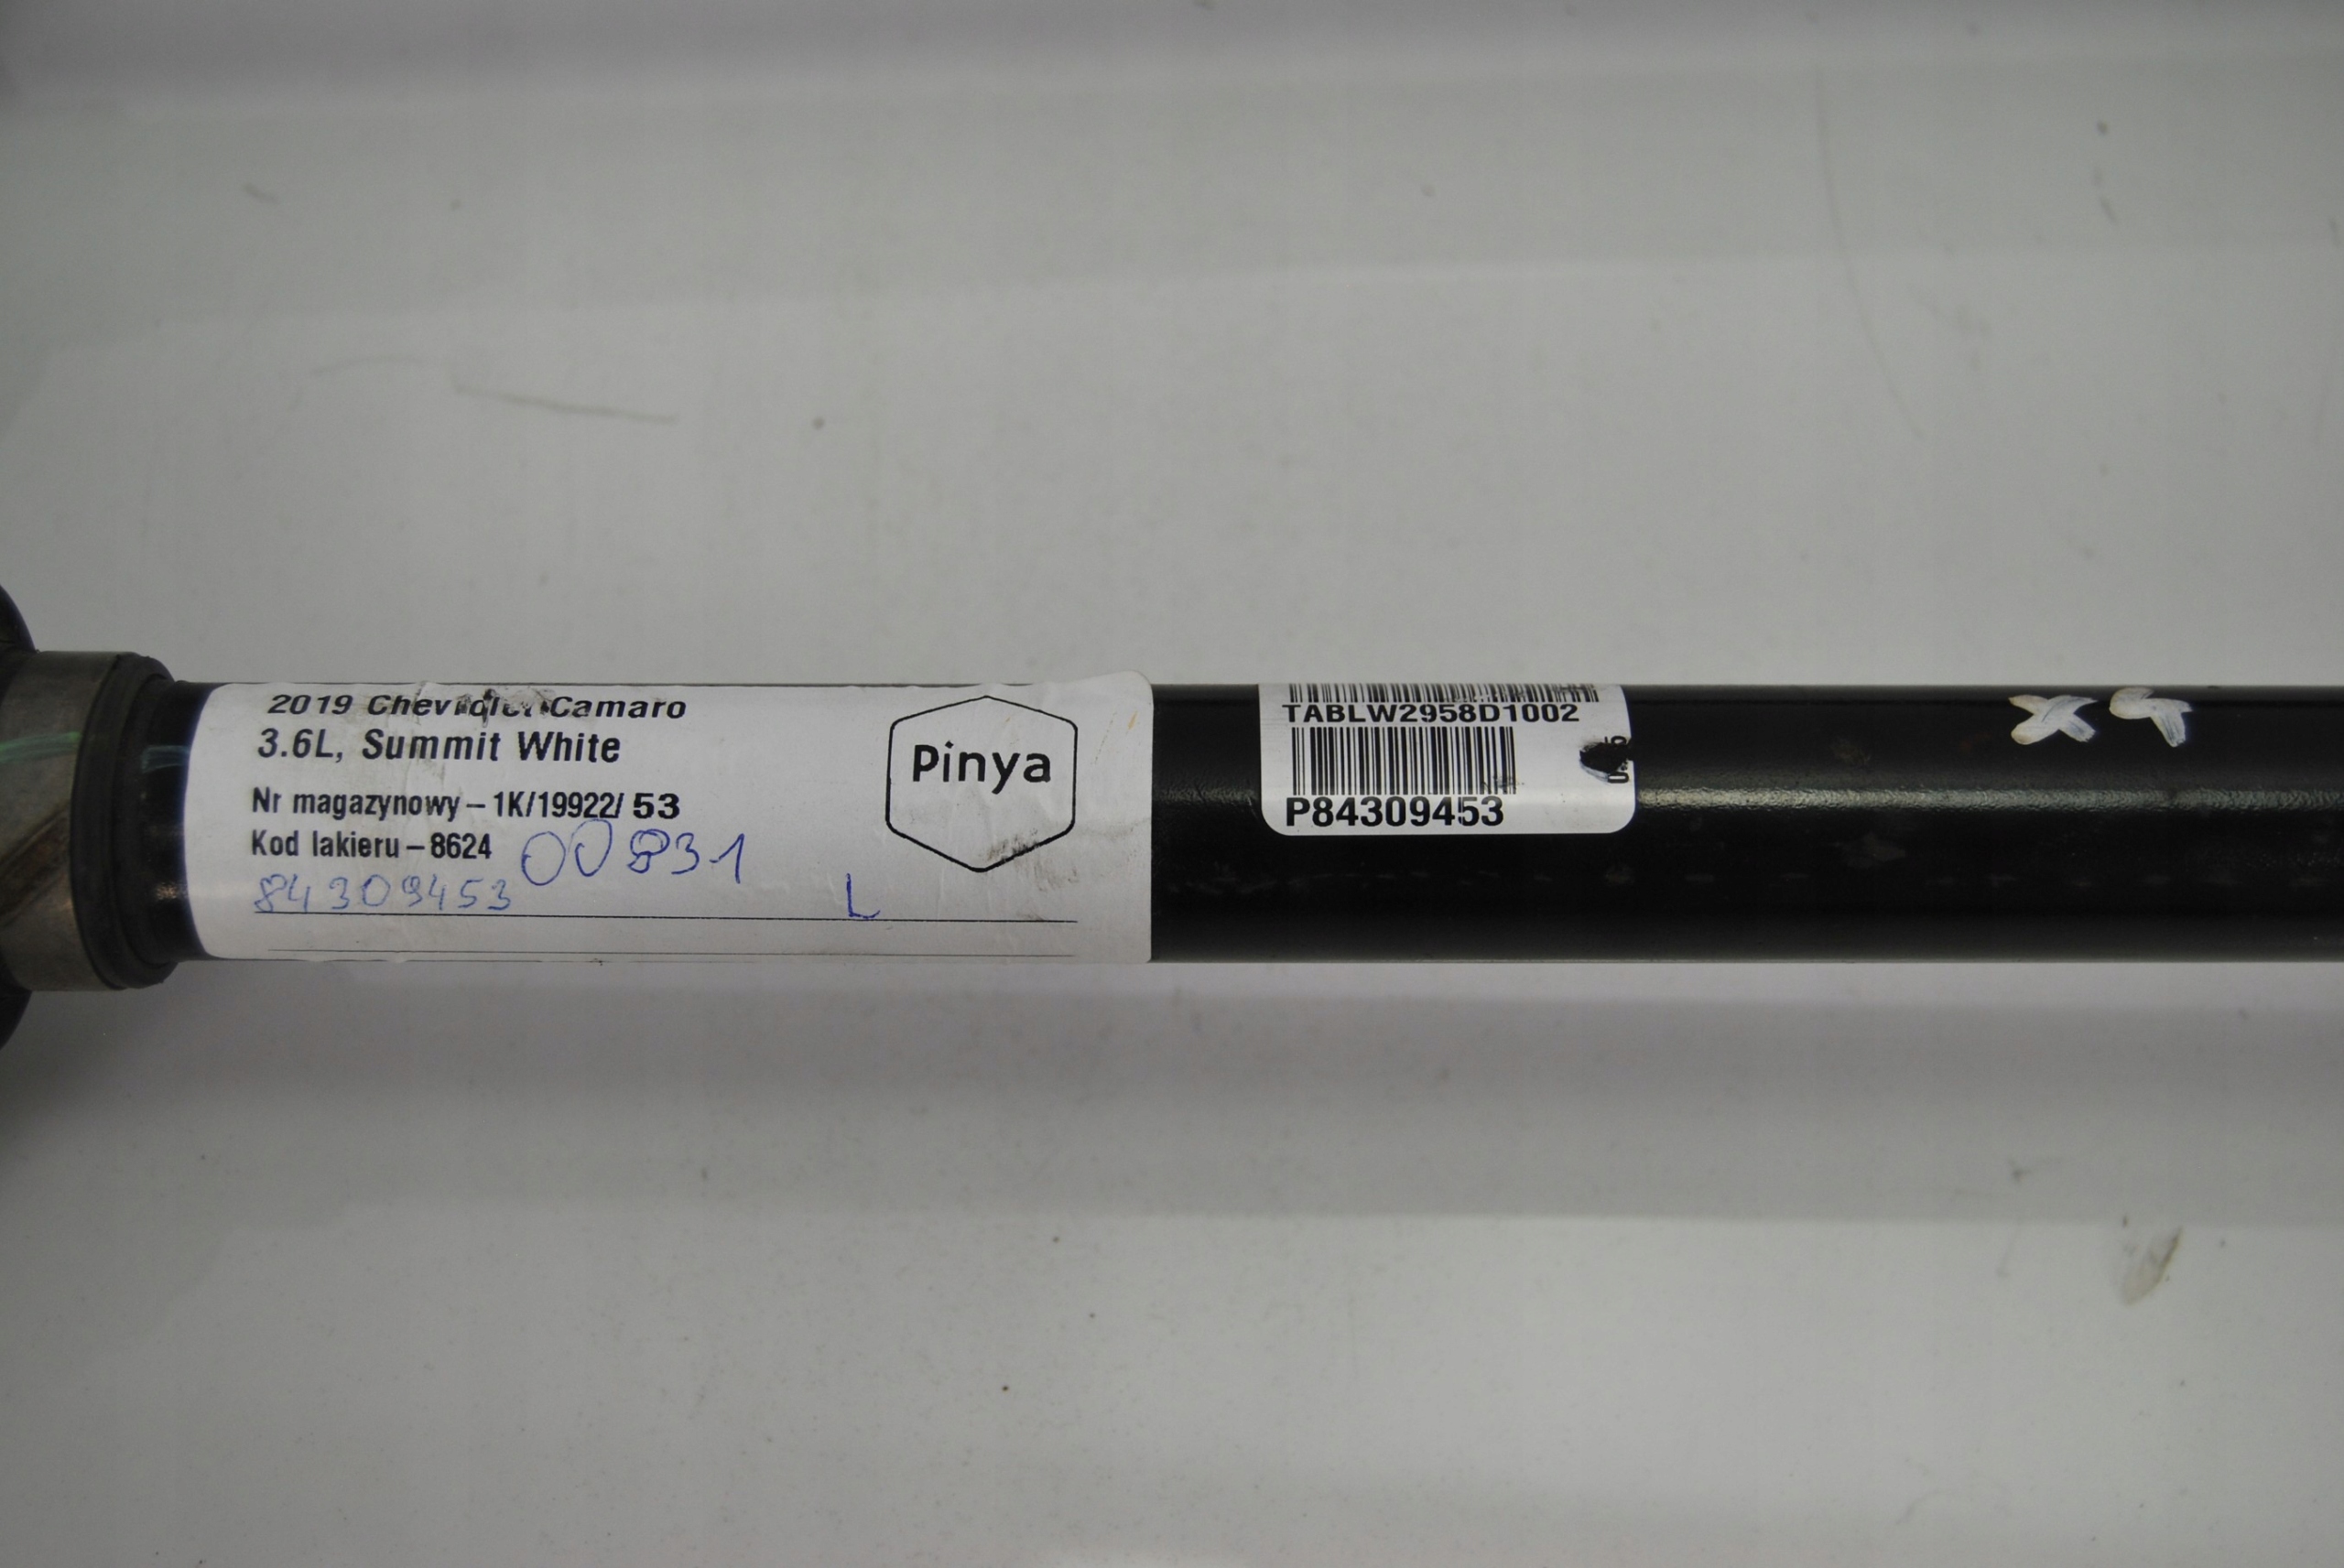 2019 Chevrolet Camaro
3.6L, Summit White
Nr magazynowy – 1K/19922/ 53
Kod lakieru – 8624
00831
84309453
L
Pinya
TABLW2958D1002
P84309453